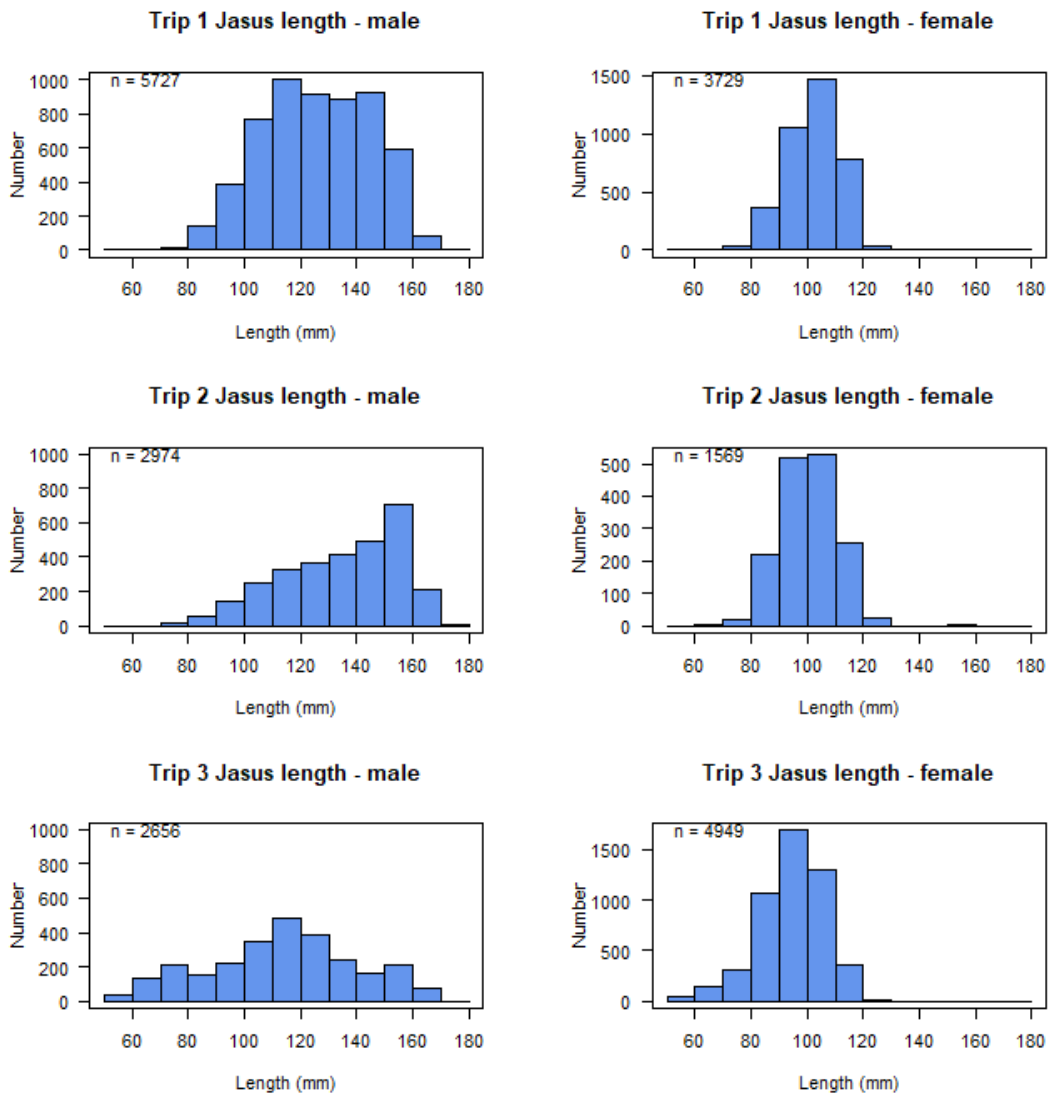 Trip 1 Jasus length - male
n = 5727
1000
800
600
400
200
0
Number
60 80 100 120 140 160 180
Length (mm)
Trip 1 Jasus length - female
n = 3729
1500
1000
500
0
Number
60 80 100 120 140 160 180
Length (mm)
Trip 2 Jasus length - male
n = 2974
1000
800
600
400
200
0
Number
60 80 100 120 140 160 180
Length (mm)
Trip 2 Jasus length - female
n = 1569
500
400
300
200
100
0
Number
60 80 100 120 140 160 180
Length (mm)
Trip 3 Jasus length - male
n = 2656
1000
800
600
400
200
0
Number
60 80 100 120 140 160 180
Length (mm)
Trip 3 Jasus length - female
n = 4949
1500
1000
500
0
Number
60 80 100 120 140 160 180
Length (mm)